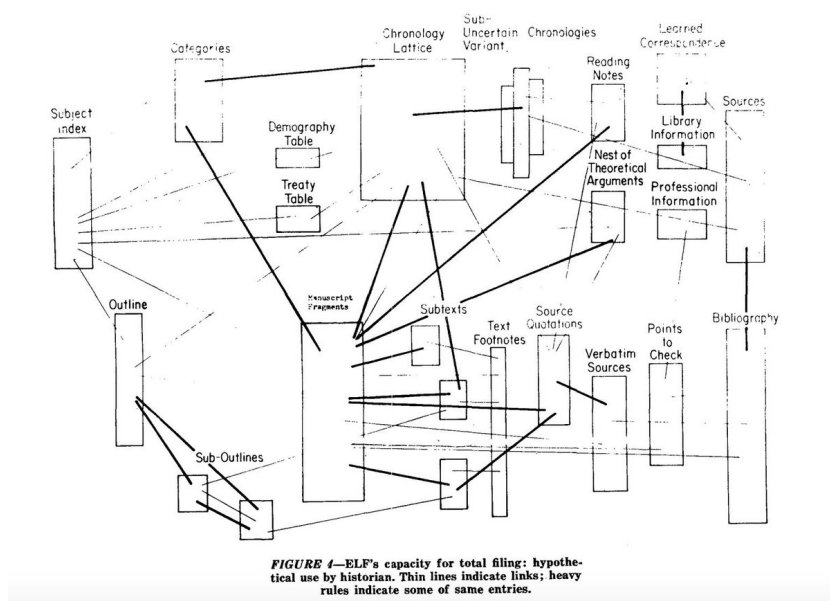 Categories
Chronology
Lattice
Sub-
Uncertain
Variant.
Chronologies
Learned
Correspondence
Reading
Notes
Sources
Subject
index
Demography
Table
Library
Information
Treaty
Table
Nest of
Theoretical
Arguments
Professional
Information
Outline
Manuscript
Fragments
Subtexts
Text
Footnotes
Source
Quotations
Verbatim
Sources
Points
to
Check
Bibliography
Sub-Outlines
FIGURE 4—ELF's capacity for total filing: hypothe-
tical use by historian. Thin lines indicate links; heavy
rules indicate some of same entries.